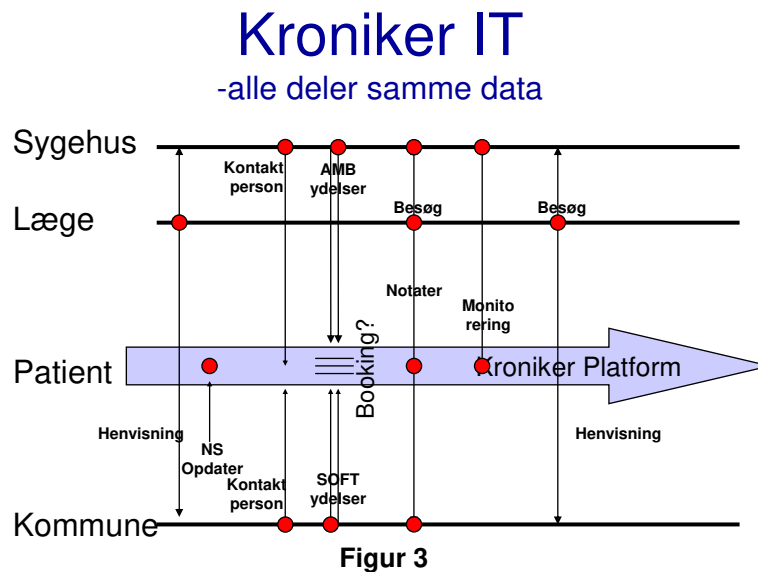 Kroniker IT
-alle deler samme data
Sygehus
Kontakt
person
AMB
ydelser
Læge
Besøg
Besøg
Notater
Monito
rering
Patient
Booking?
Kroniker Platform
Henvisning
NS
Opdater
Henvisning
Kontakt
person
SOFT
ydelser
Kommune
Figur 3